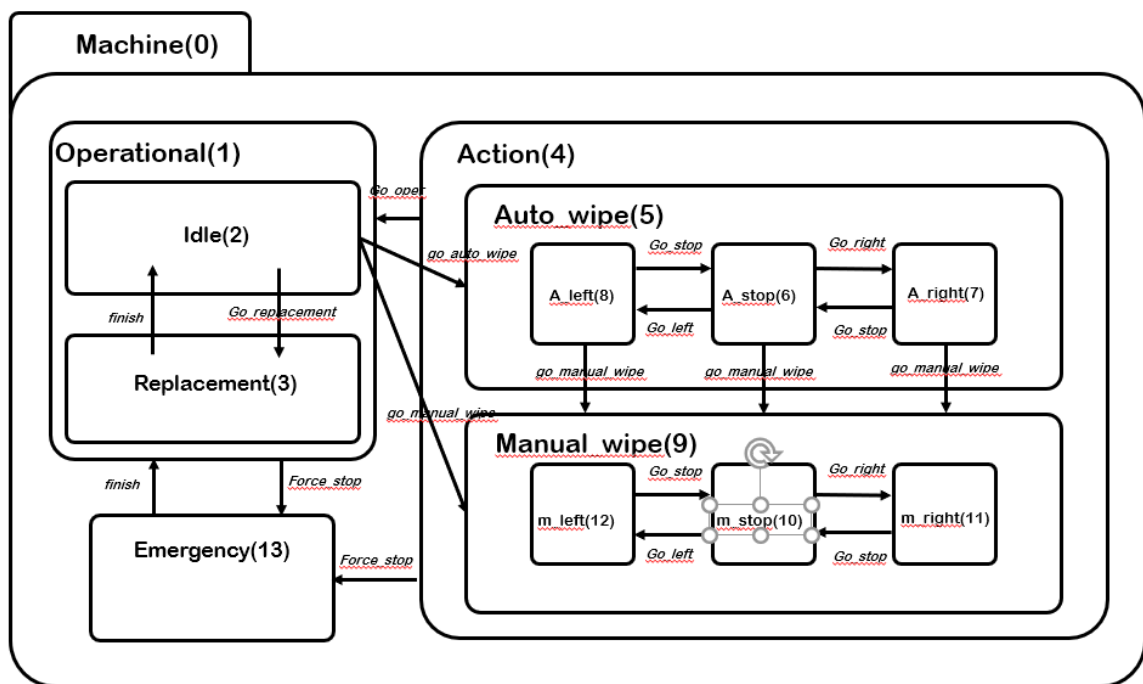 Machine(0)
Operational(1)
Idle(2)
finish
Go_replacement
Replacement(3)
finish
Force_stop
Emergency(13)
Go_oper
go_auto_wipe
go_manual_wipe
Force_stop
Action(4)
Auto_wipe(5)
A_left(8)
Go_stop
Go_left
A_stop(6)
Go_right
Go_stop
A_right(7)
go_manual_wipe
go_manual_wipe
go_manual_wipe
Manual_wipe(9)
m_left(12)
Go_stop
Go_left
m_stop(10)
Go_right
Go_stop
m_right(11)